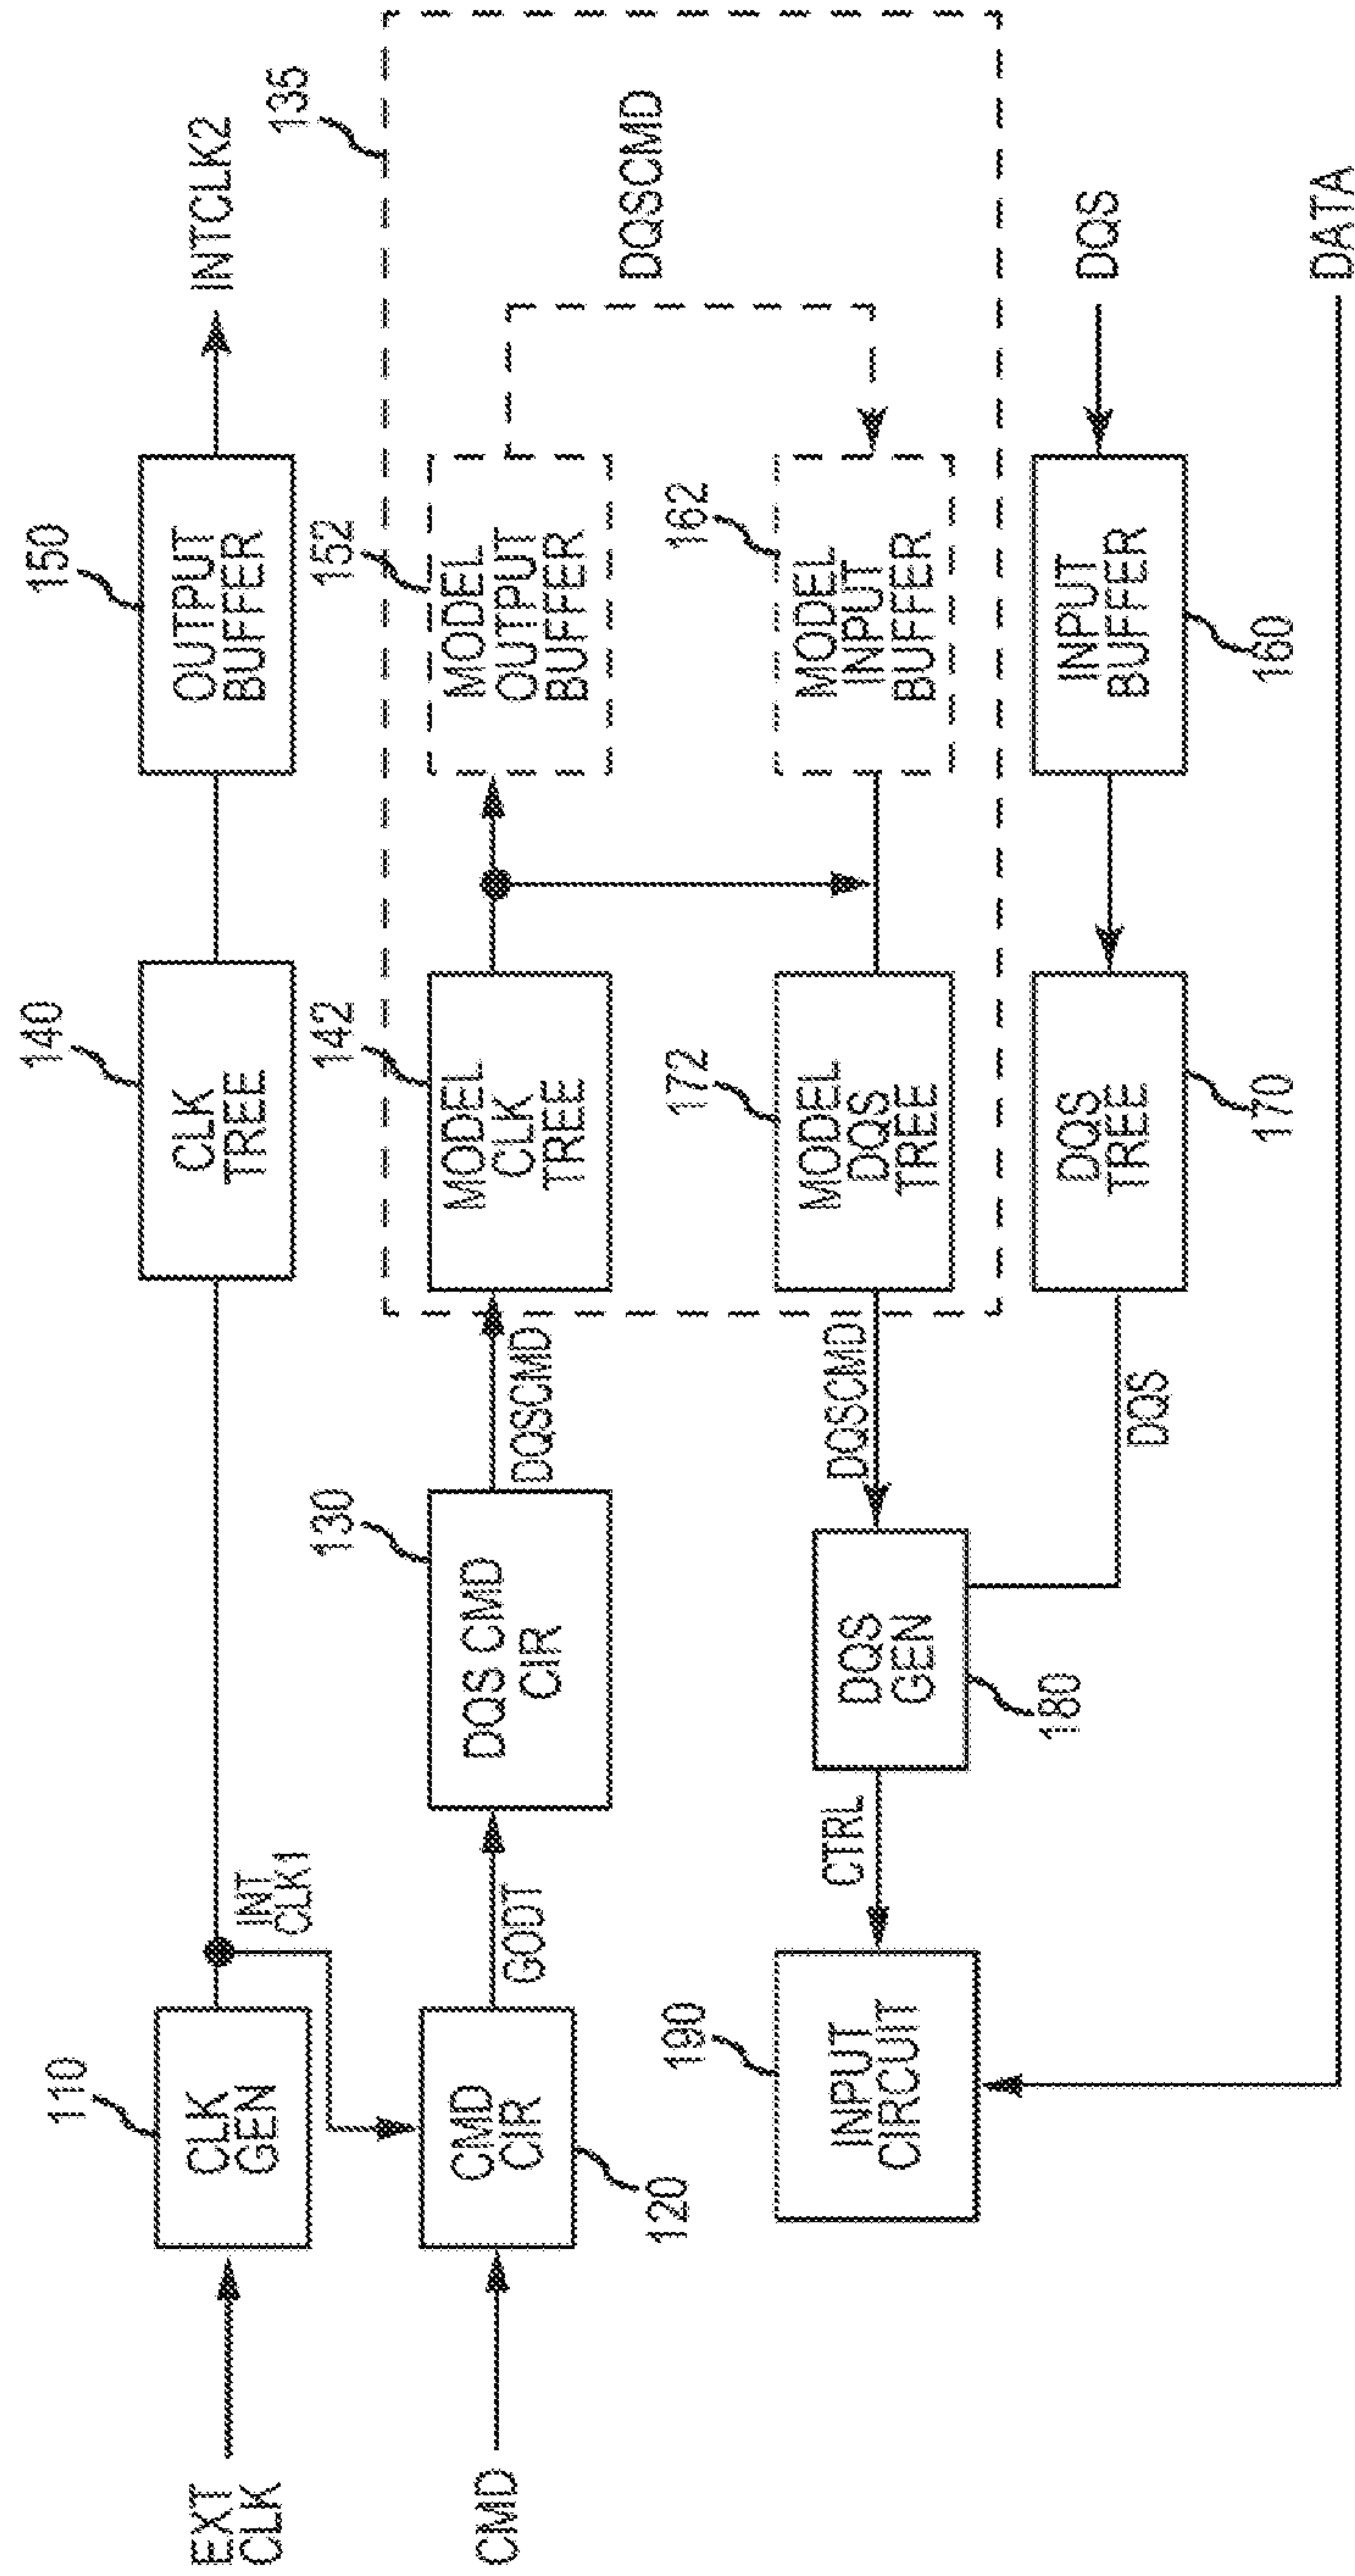 EXT
CLK
110
CLK
GEN
INT
CLK1
140
CLK
TREE
150
OUTPUT
BUFFER
INTCLK2
135
CMD
CMD
CIR
120
GODT
130
DQS CMD
CIR
DQSCMD
142
MODEL
CLK
TREE
152
MODEL
OUTPUT
BUFFER
DQSCMD
190
INPUT
CIRCUIT
CTRL
DQS
GEN
180
DQSCMD
172
MODEL
DQS
TREE
162
MODEL
INPUT
BUFFER
DQS
DQS
TREE
170
INPUT
BUFFER
160
DQS
DATA